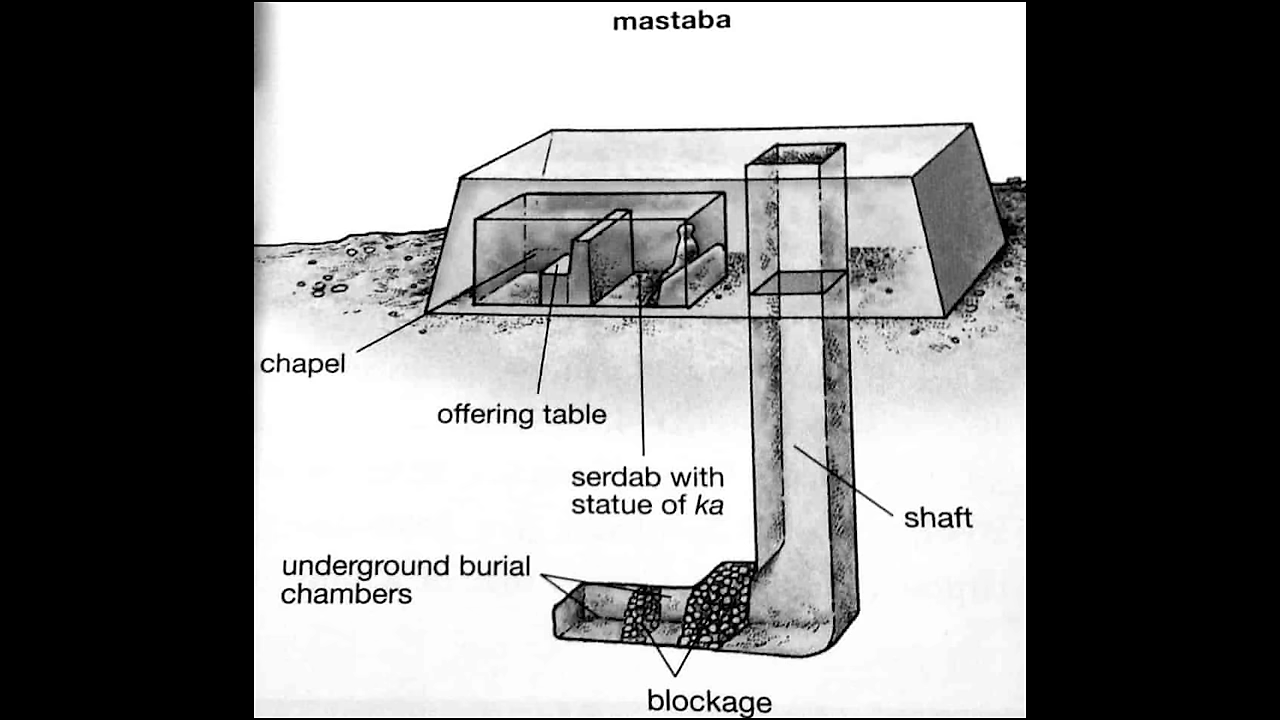 mastaba
chapel
offering table
serdab with
statue of ka
shaft
underground burial
chambers
blockage